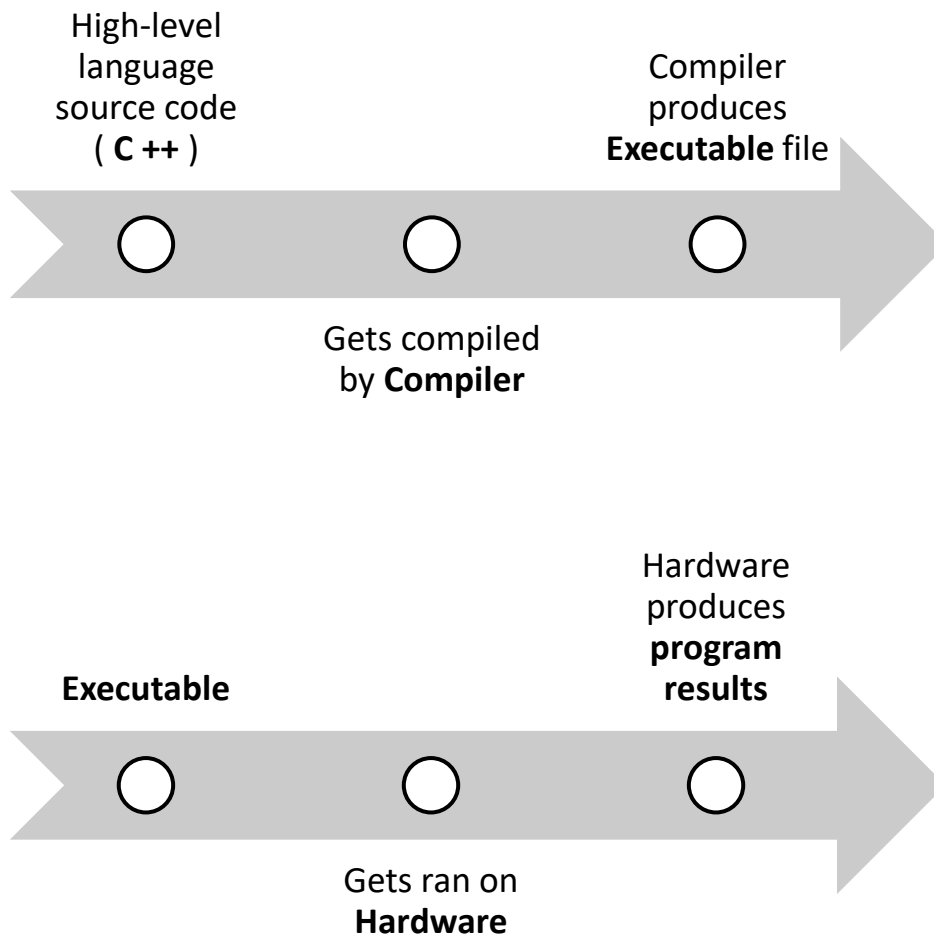 High-level
language
source code
( C ++ )
Compiler
produces
Executable file
Gets compiled
by Compiler
Hardware
produces
program
results
Executable
Gets ran on
Hardware